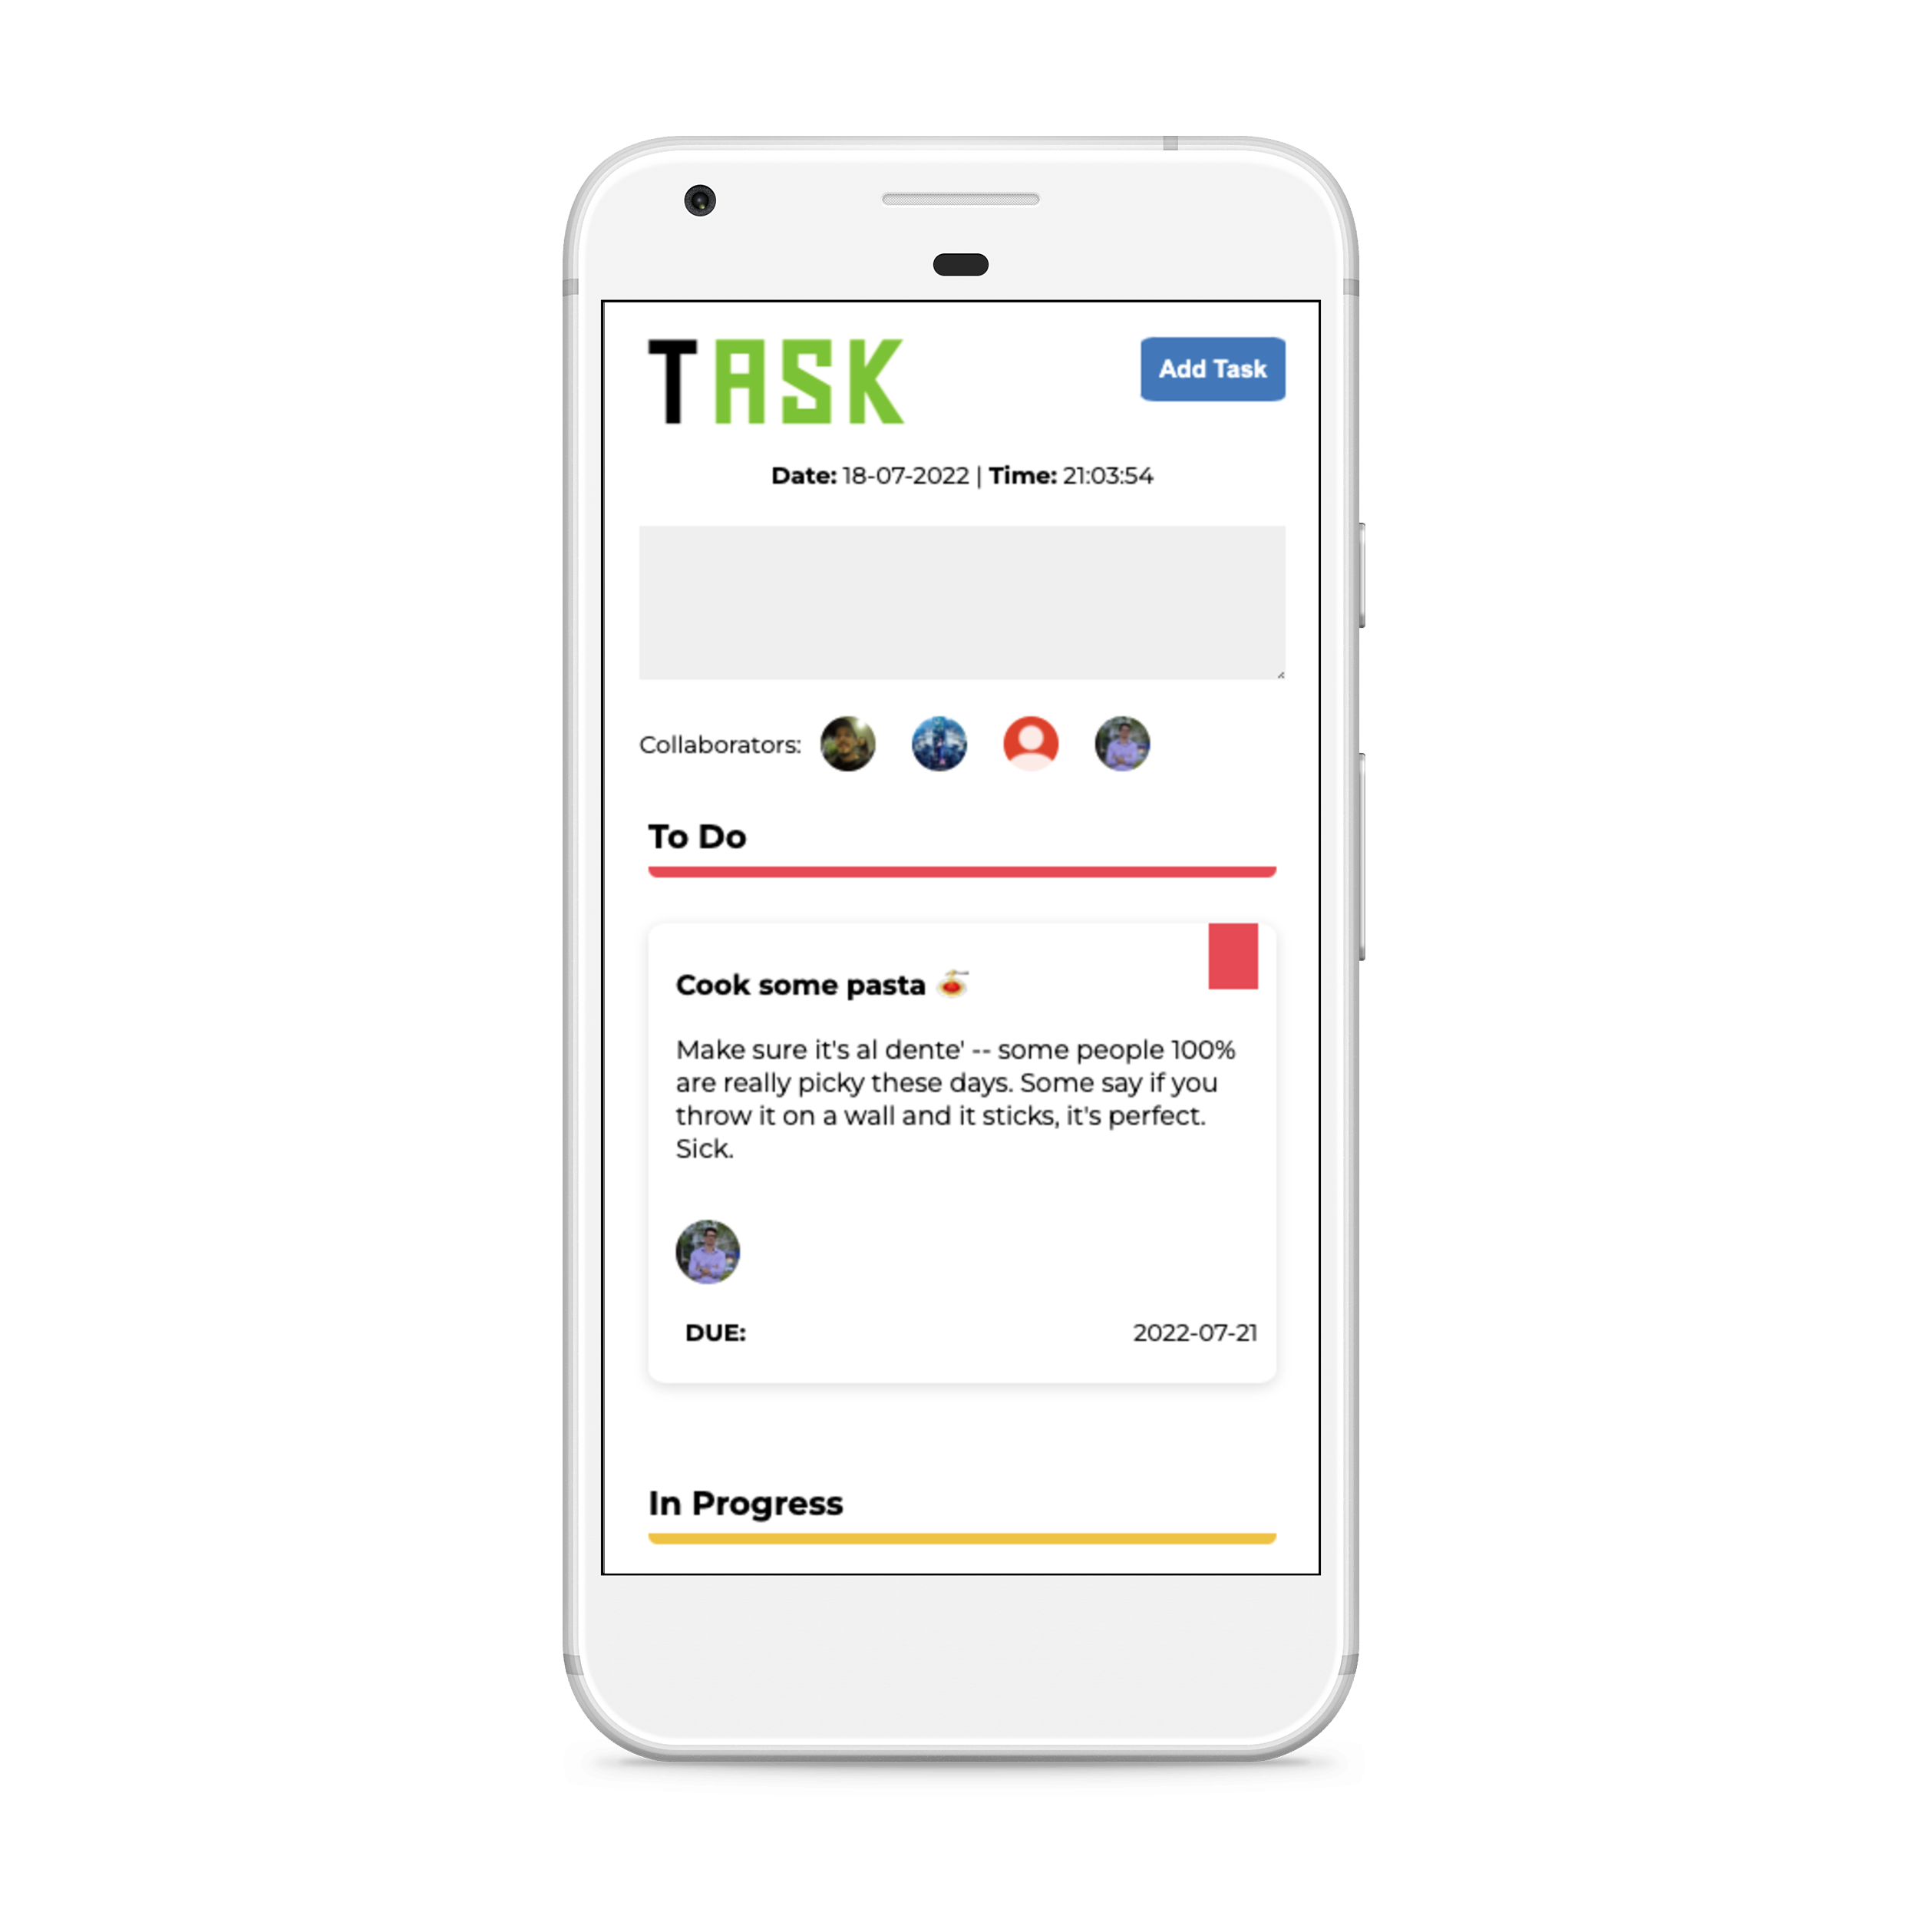 TASK
Add Task
Date: 18-07-2022 | Time: 21:03:54
Collaborators:
To Do
Cook some pasta 🍝
Make sure it's al dente' -- some people 100%
are really picky these days. Some say if you
throw it on a wall and it sticks, it's perfect.
Sick.
DUE: 2022-07-21
In Progress